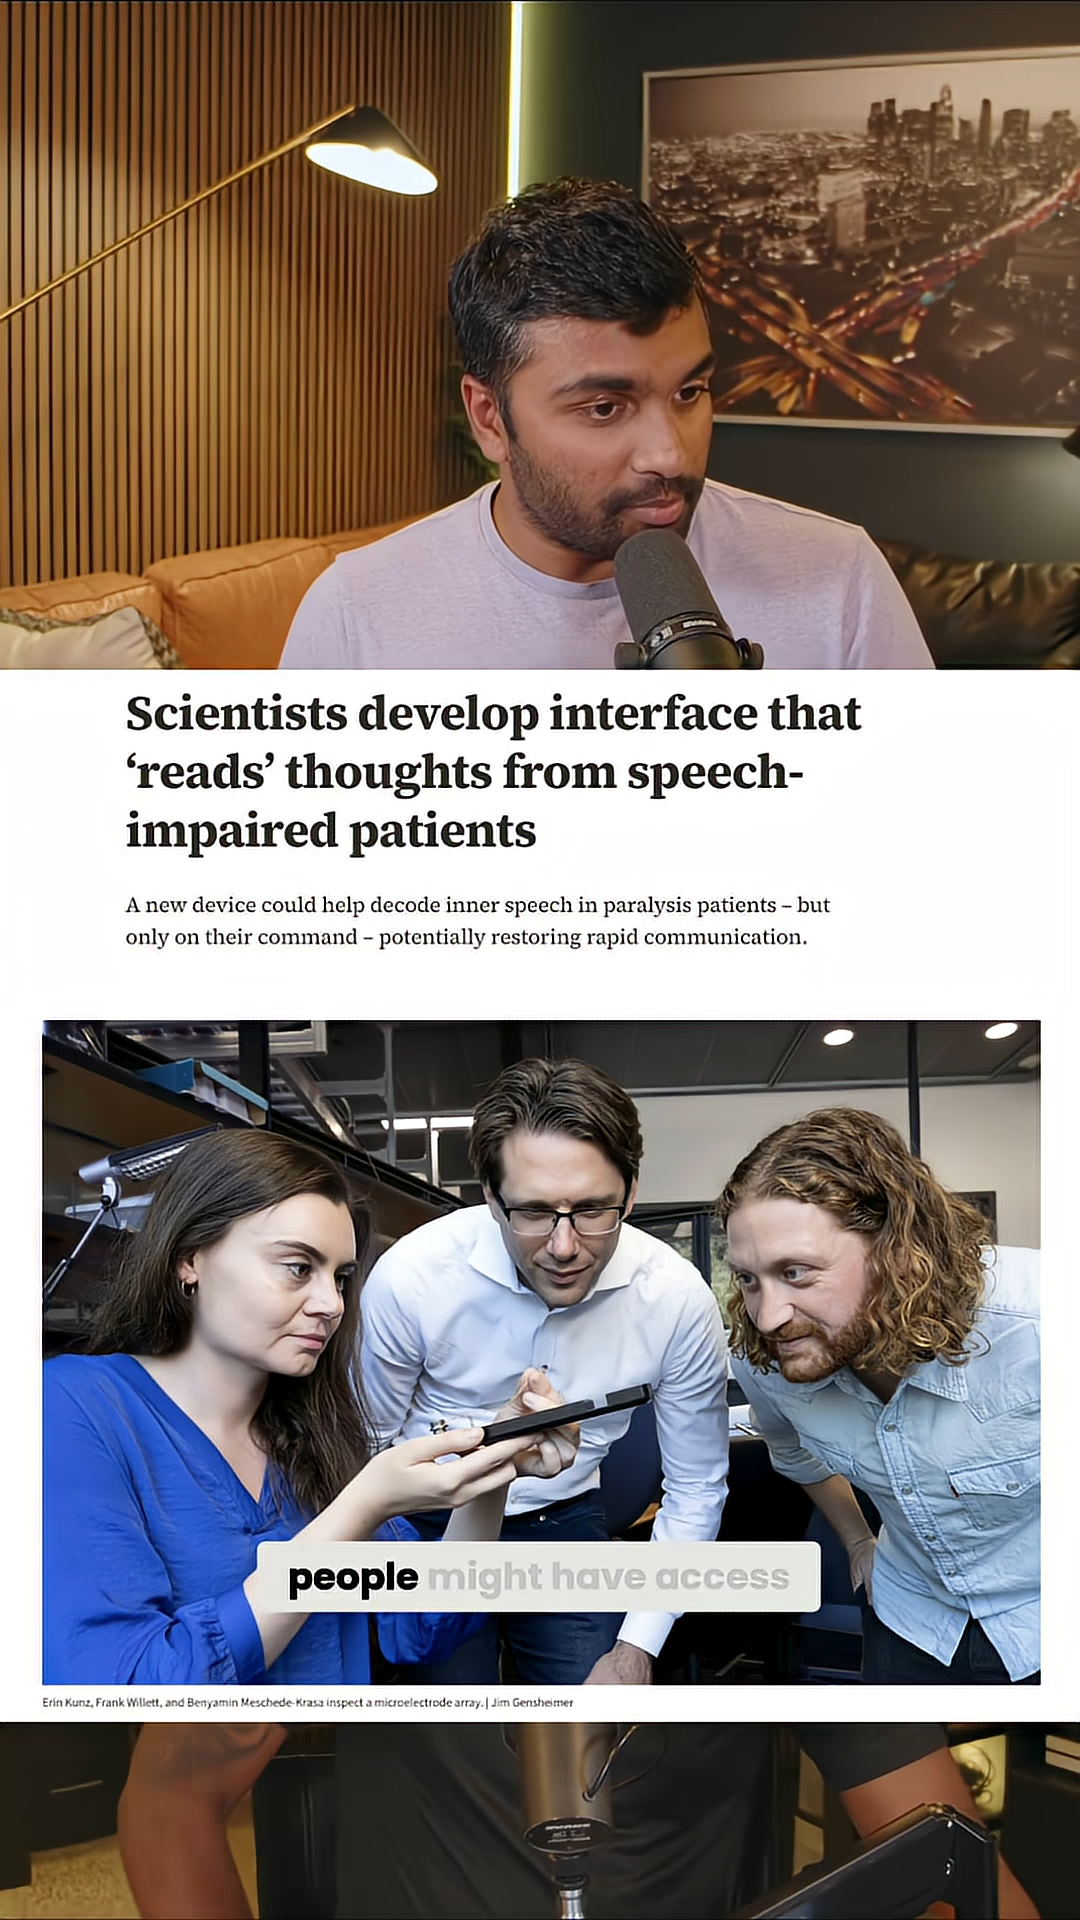 Scientists develop interface that
‘reads’ thoughts from speech-
impaired patients
A new device could help decode inner speech in paralysis patients – but
only on their command – potentially restoring rapid communication.
people might have access
Erin Kunz, Frank Willett, and Benyamin Meschede-Krasa inspect a microelectrode array. | Jim Gensheimer